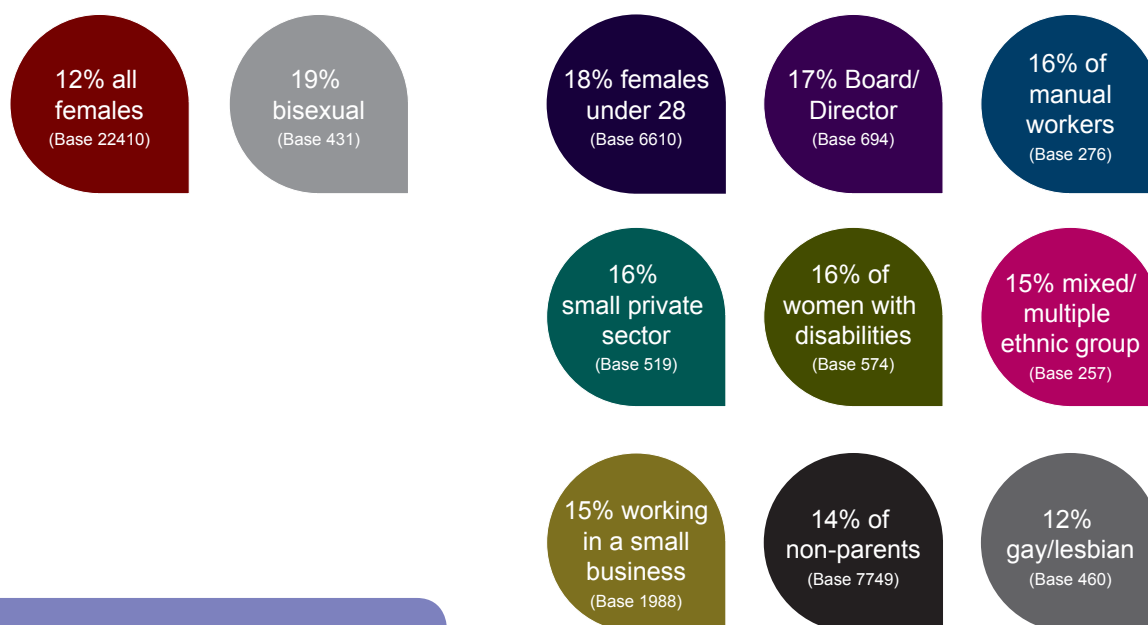 12% all
females
(Base 22410)
19%
bisexual
(Base 431)
18% females
under 28
(Base 6610)
17% Board/
Director
(Base 694)
16% of
manual
workers
(Base 276)
16%
small private
sector
(Base 519)
16% of
women with
disabilities
(Base 574)
15% mixed/
multiple
ethnic group
(Base 257)
15% working
in a small
business
(Base 1988)
14% of
non-parents
(Base 7749)
12%
gay/lesbian
(Base 460)